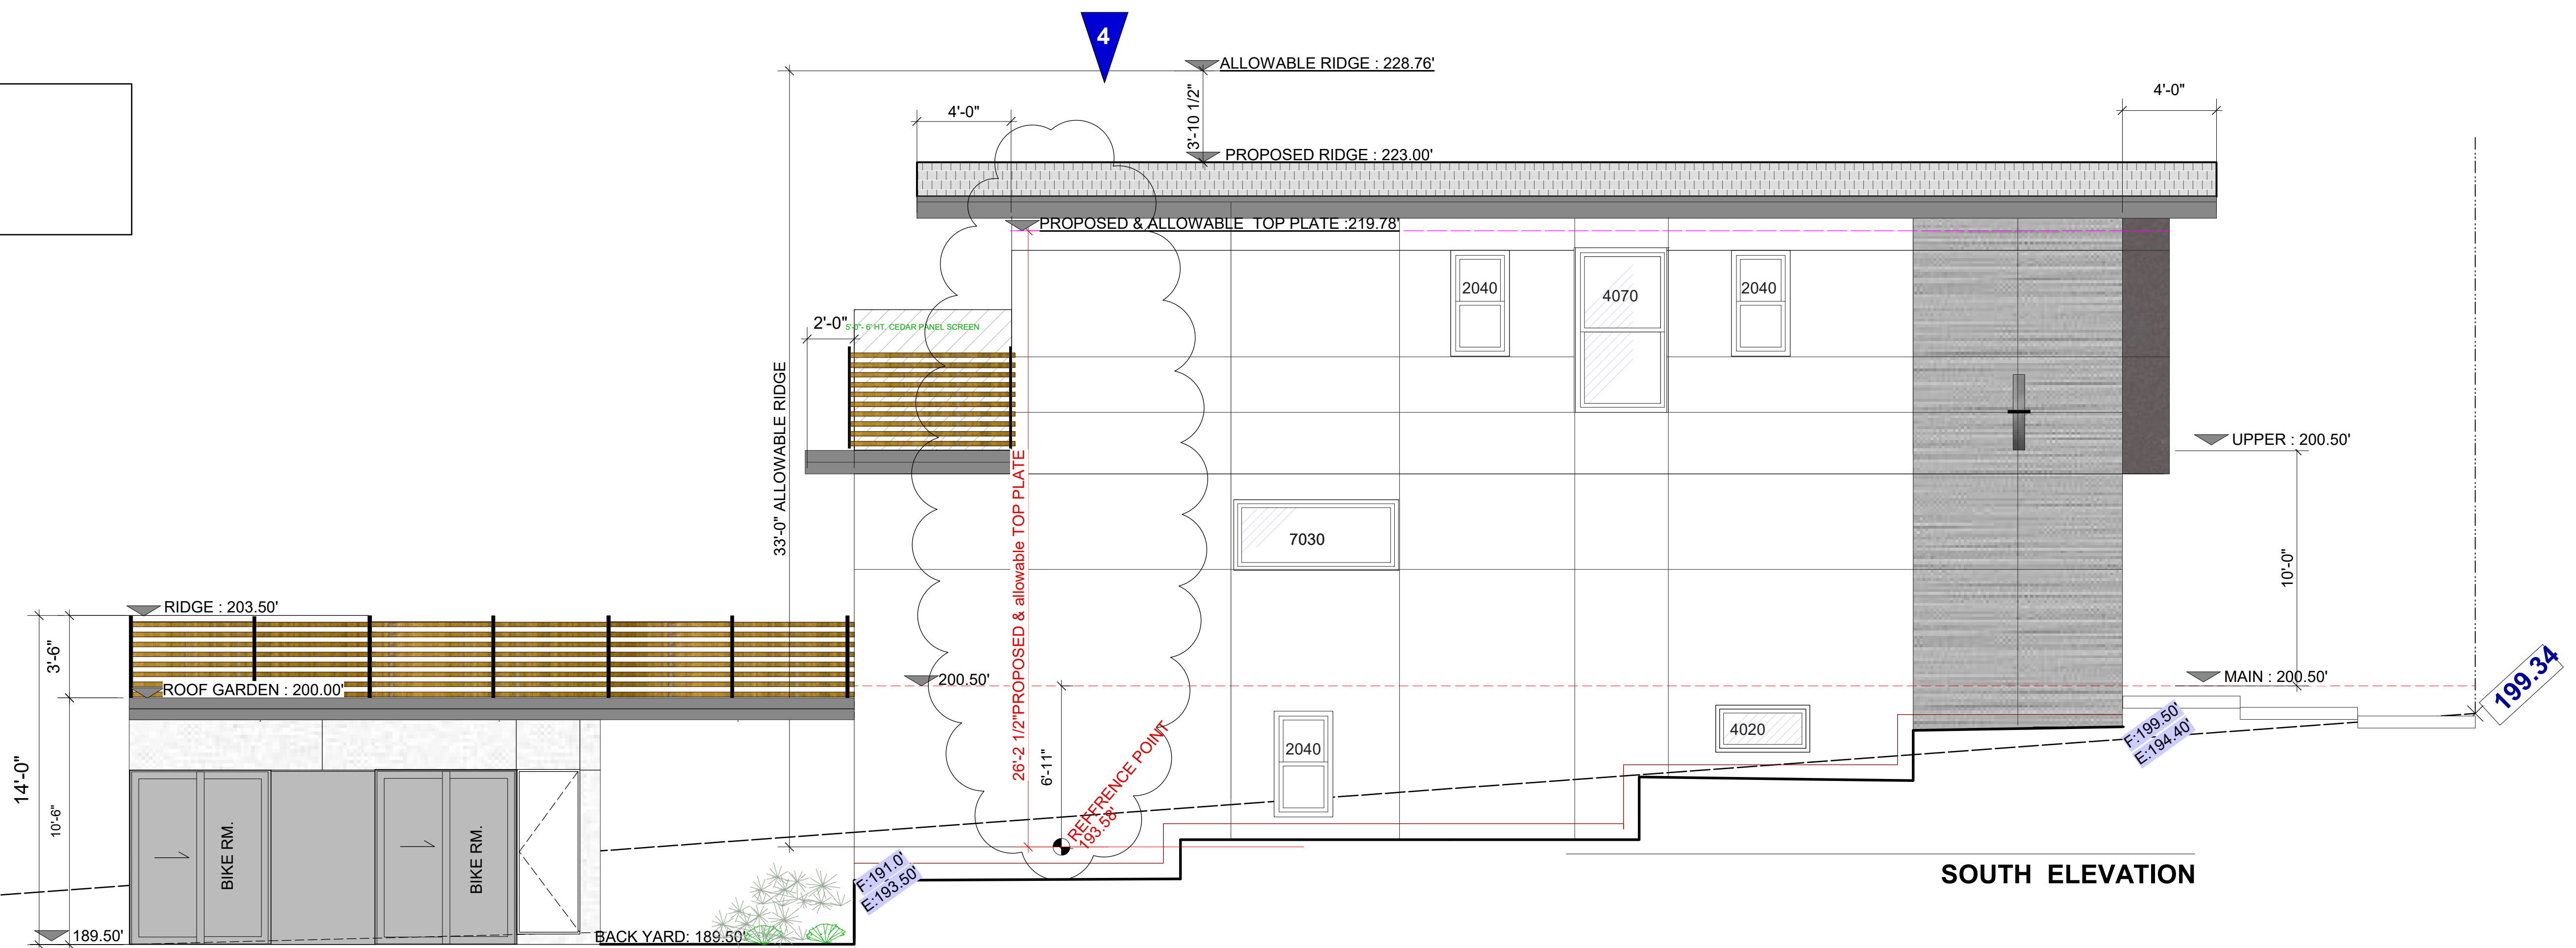 4
ALLOWABLE RIDGE : 228.76'
4'-0"
4'-0"
3'-10 1/2"
PROPOSED RIDGE : 223.00'
PROPOSED & ALLOWABLE TOP PLATE :219.78'
2040
4070
2040
2'-0"
5'-0"- 6' HT. CEDAR PANEL SCREEN
33'-0" ALLOWABLE RIDGE
26'-2 1/2"PROPOSED & allowable TOP PLATE
UPPER : 200.50'
7030
10'-0"
RIDGE : 203.50'
3'-6"
ROOF GARDEN : 200.00'
200.50'
MAIN : 200.50'
199.34
14'-0"
10'-6"
6'-11"
REFFRENCE POINT
193.58'
2040
4020
F:199.50'
E:194.40'
BIKE RM.
BIKE RM.
F:191.0'
E:193.50'
SOUTH ELEVATION
189.50'
BACK YARD: 189.50'